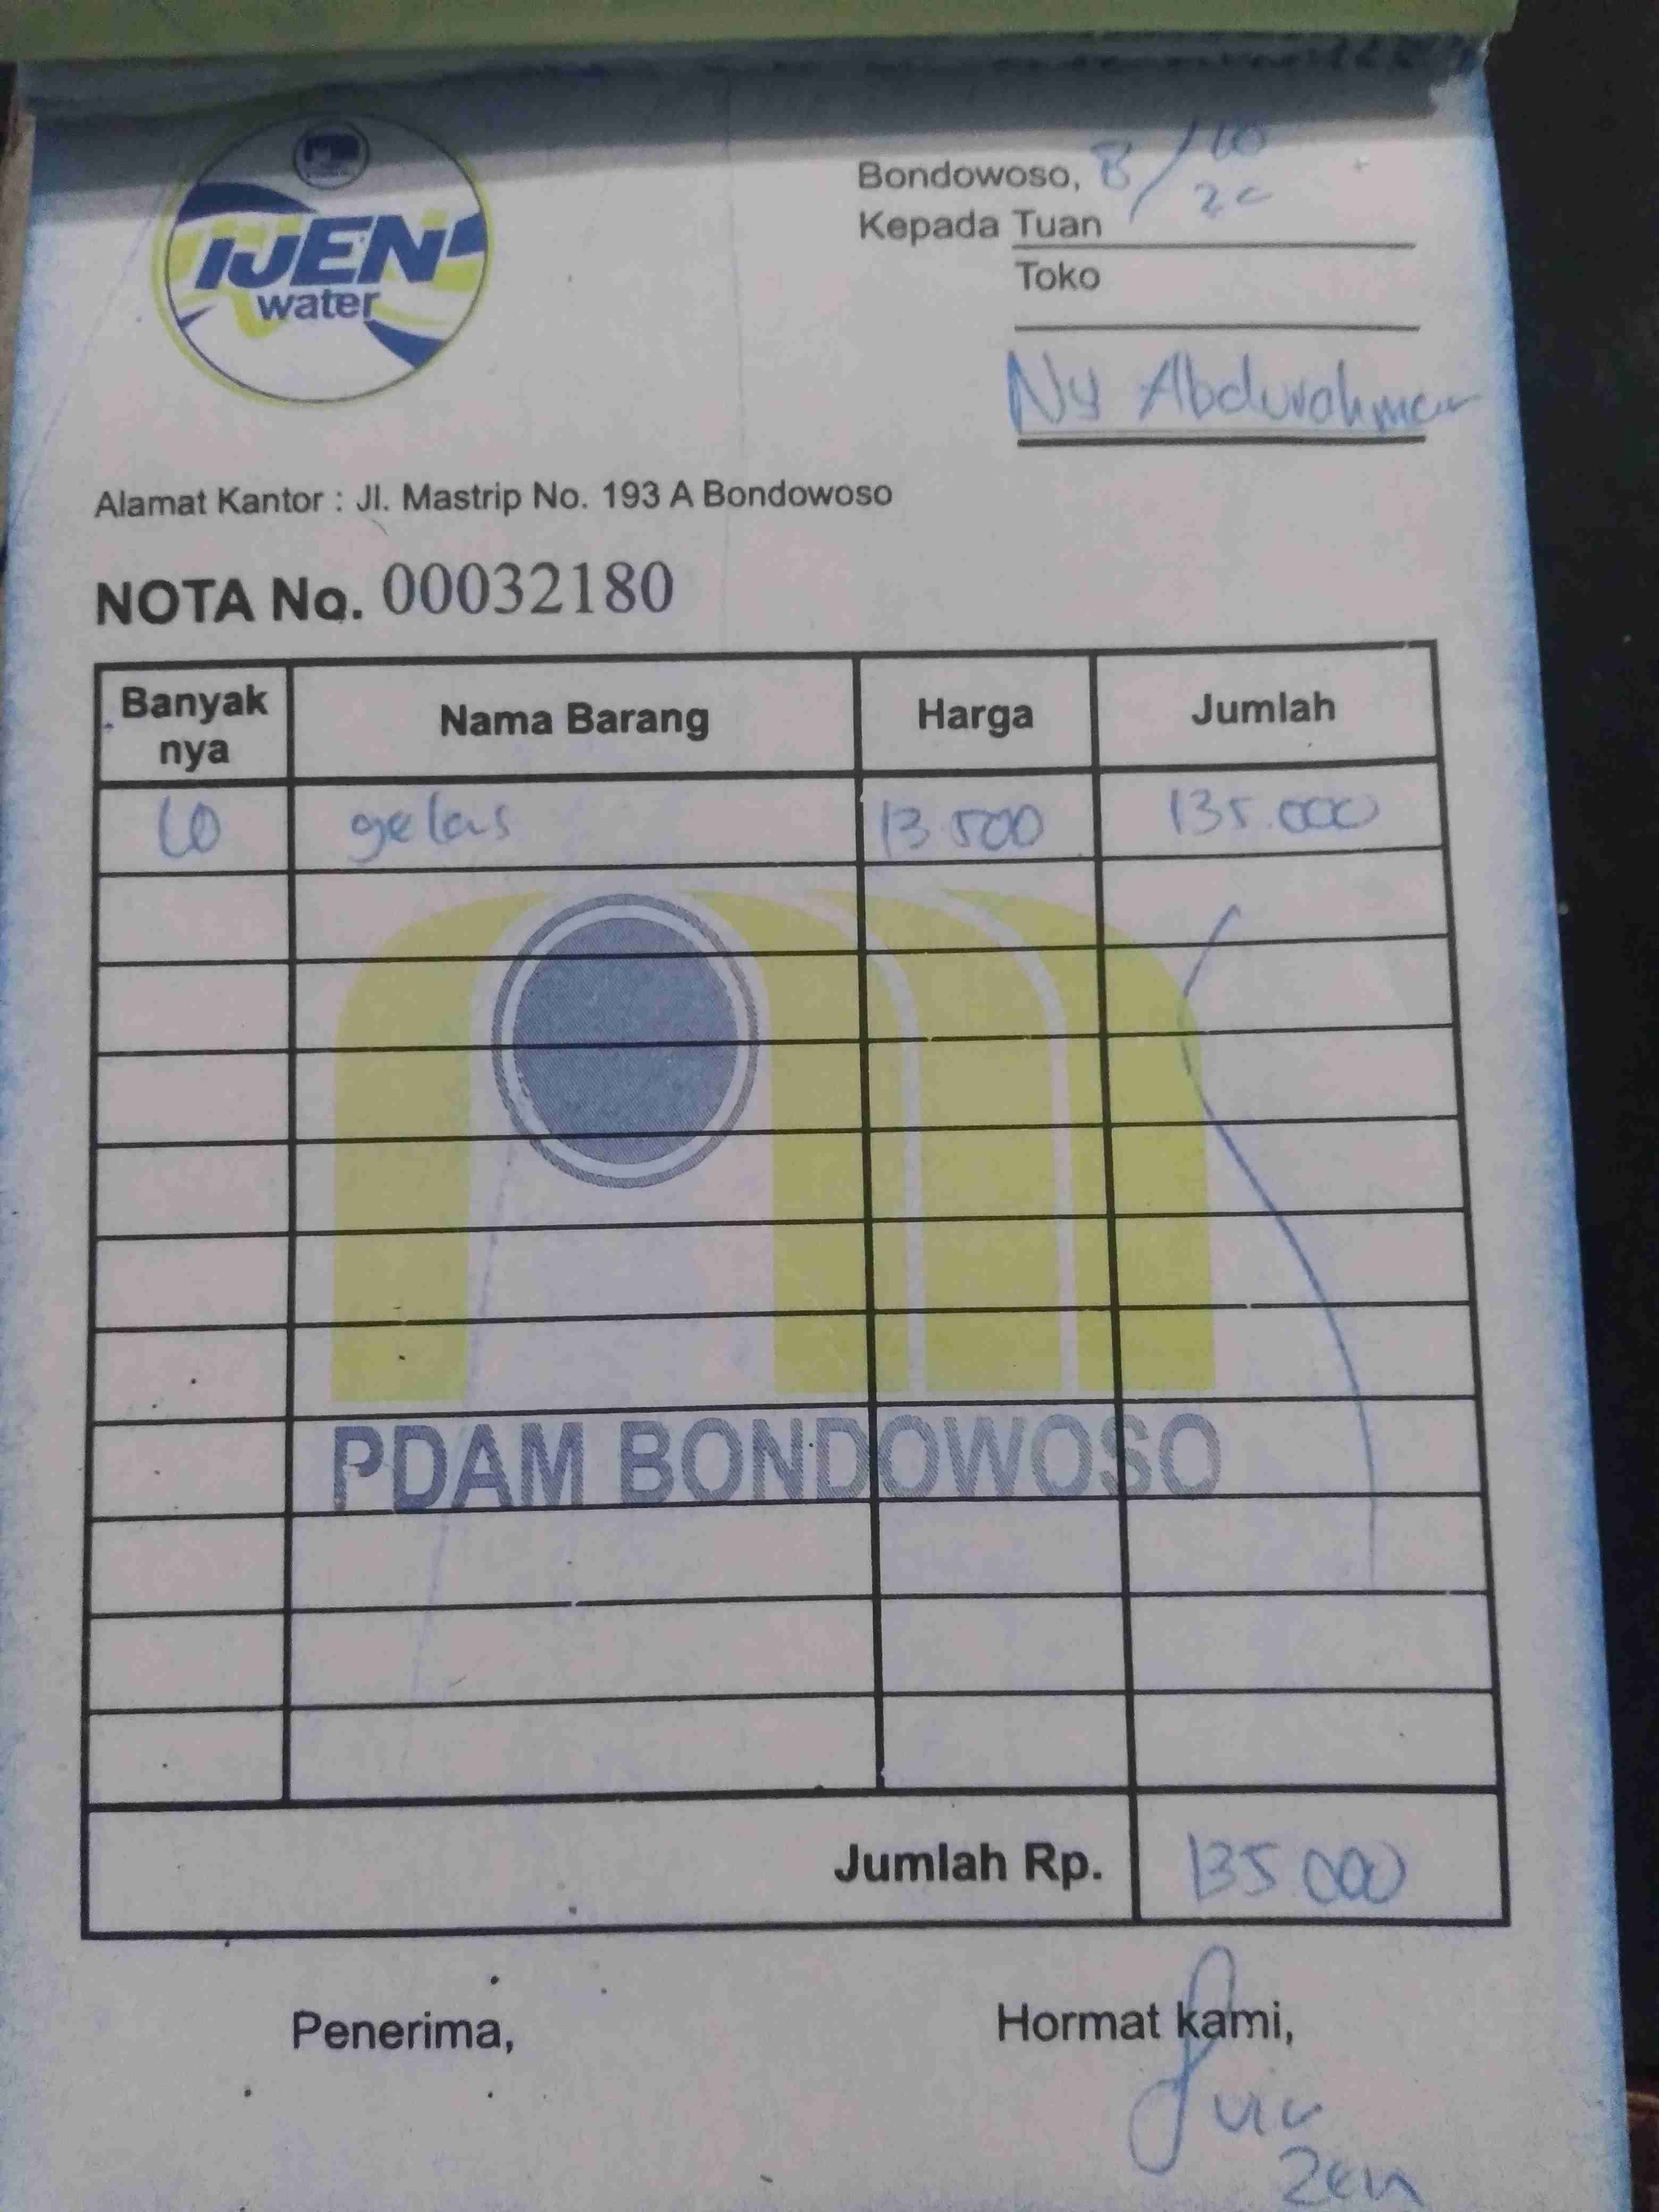 IJEN
water
Bondowoso, 8/10
20
Kepada Tuan
Toko
Ny Abdurahman
Alamat Kantor : Jl. Mastrip No. 193 A Bondowoso
NOTA No. 00032180
Banyak nya Nama Barang Harga Jumlah
10 gelas 13.500 135.000
PDAM BONDOWOSO
Jumlah Rp. 135.000
Penerima, Hormat kami,